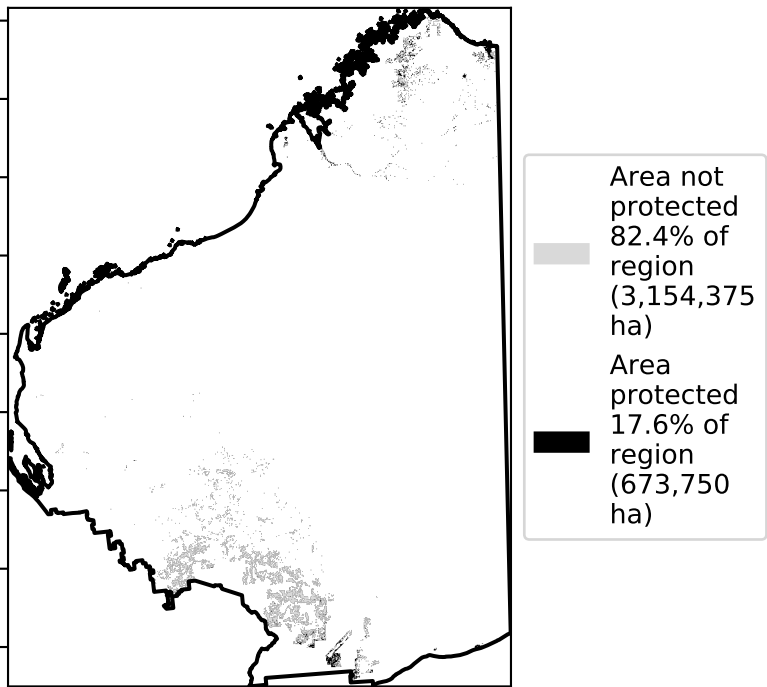 Area not
protected
82.4% of
region
(3,154,375
ha)
Area
protected
17.6% of
region
(673,750
ha)